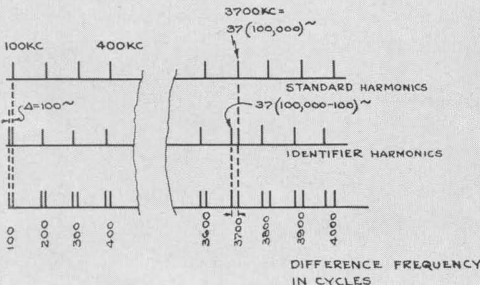 3700KC=
37(100,000)~
100KC 400KC
STANDARD HARMONICS
Δ=100~
37(100,000-100)~
IDENTIFIER HARMONICS
100 200 300 400 3600 3700 3800 3900 4000
DIFFERENCE FREQUENCY
IN CYCLES